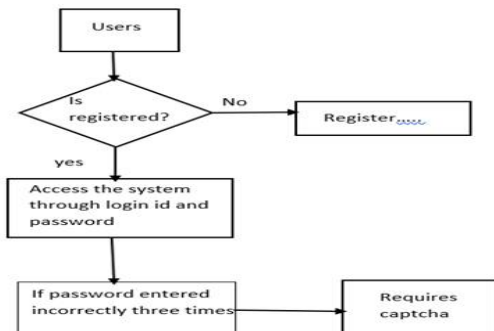 Users
Is
registered?
No
Register,,,,,
yes
Access the system
through login id and
password
If password entered
incorrectly three times
Requires
captcha